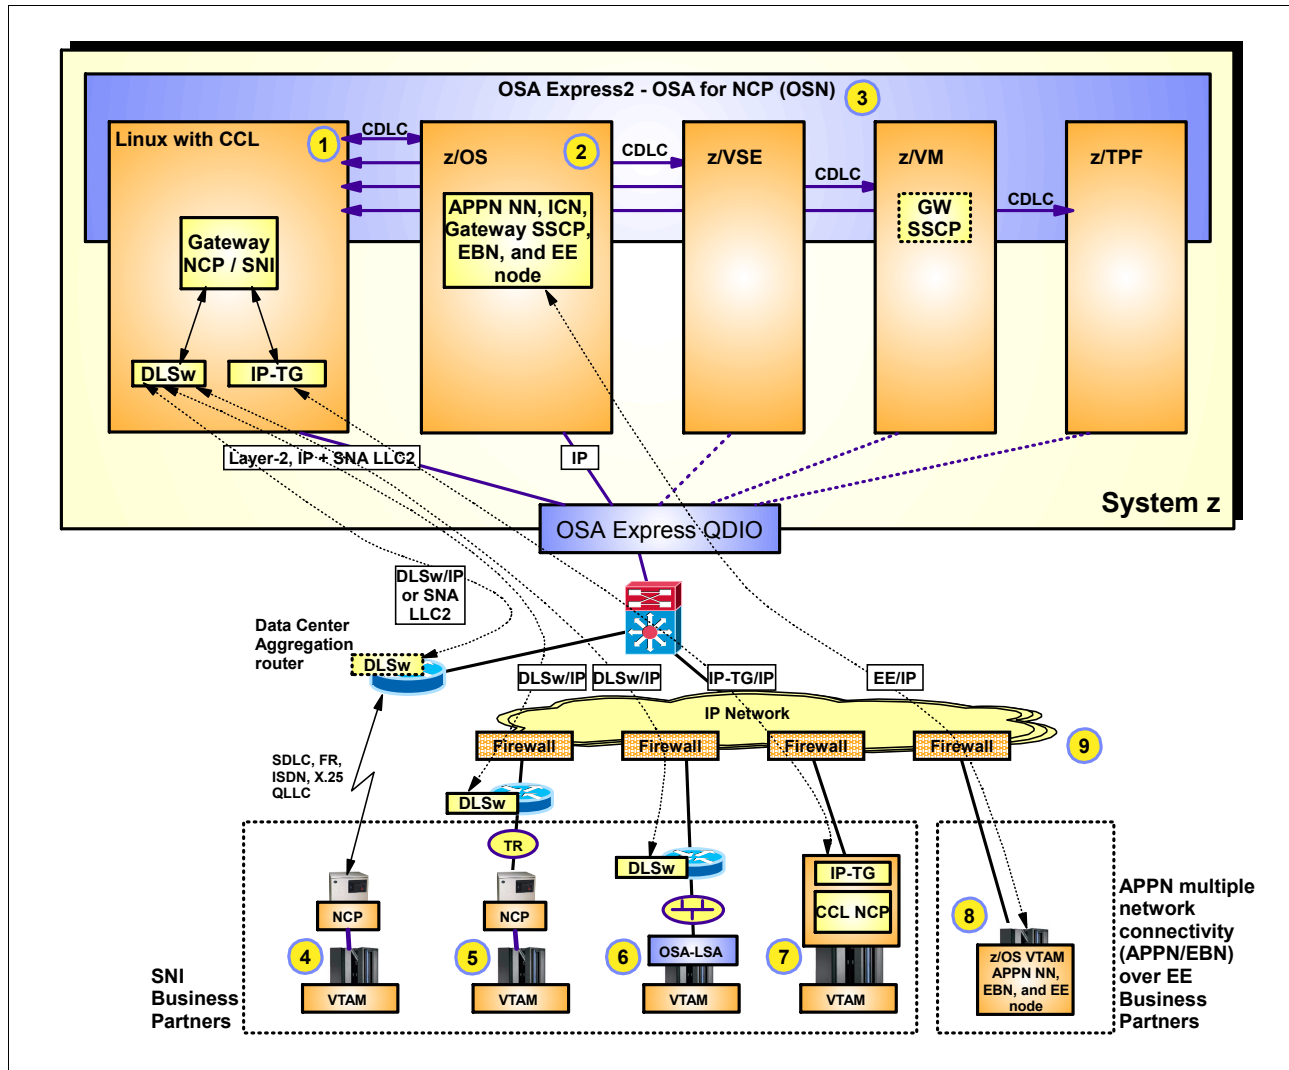 OSA Express2 - OSA for NCP (OSN)
3
Linux with CCL
1
CDLC
z/OS
2
CDLC
z/VSE
CDLC
z/VM
CDLC
z/TPF
Gateway
NCP / SNI
APPN NN, ICN,
Gateway SSCP,
EBN, and EE
node
GW
SSCP
DLSw
IP-TG
Layer-2, IP + SNA LLC2
IP
System z
OSA Express QDIO
DLSw/IP
or SNA
LLC2
Data Center
Aggregation
router
DLSw
DLSw/IP
DLSw/IP
IP-TG/IP
EE/IP
IP Network
Firewall
Firewall
Firewall
Firewall
9
SDLC, FR,
ISDN, X.25
QLLC
DLSw
TR
DLSw
IP-TG
CCL NCP
NCP
NCP
OSA-LSA
4
5
6
7
8
VTAM
VTAM
VTAM
VTAM
z/OS VTAM
APPN NN,
EBN, and EE
node
SNI
Business
Partners
APPN multiple
network
connectivity
(APPN/EBN)
over EE
Business
Partners